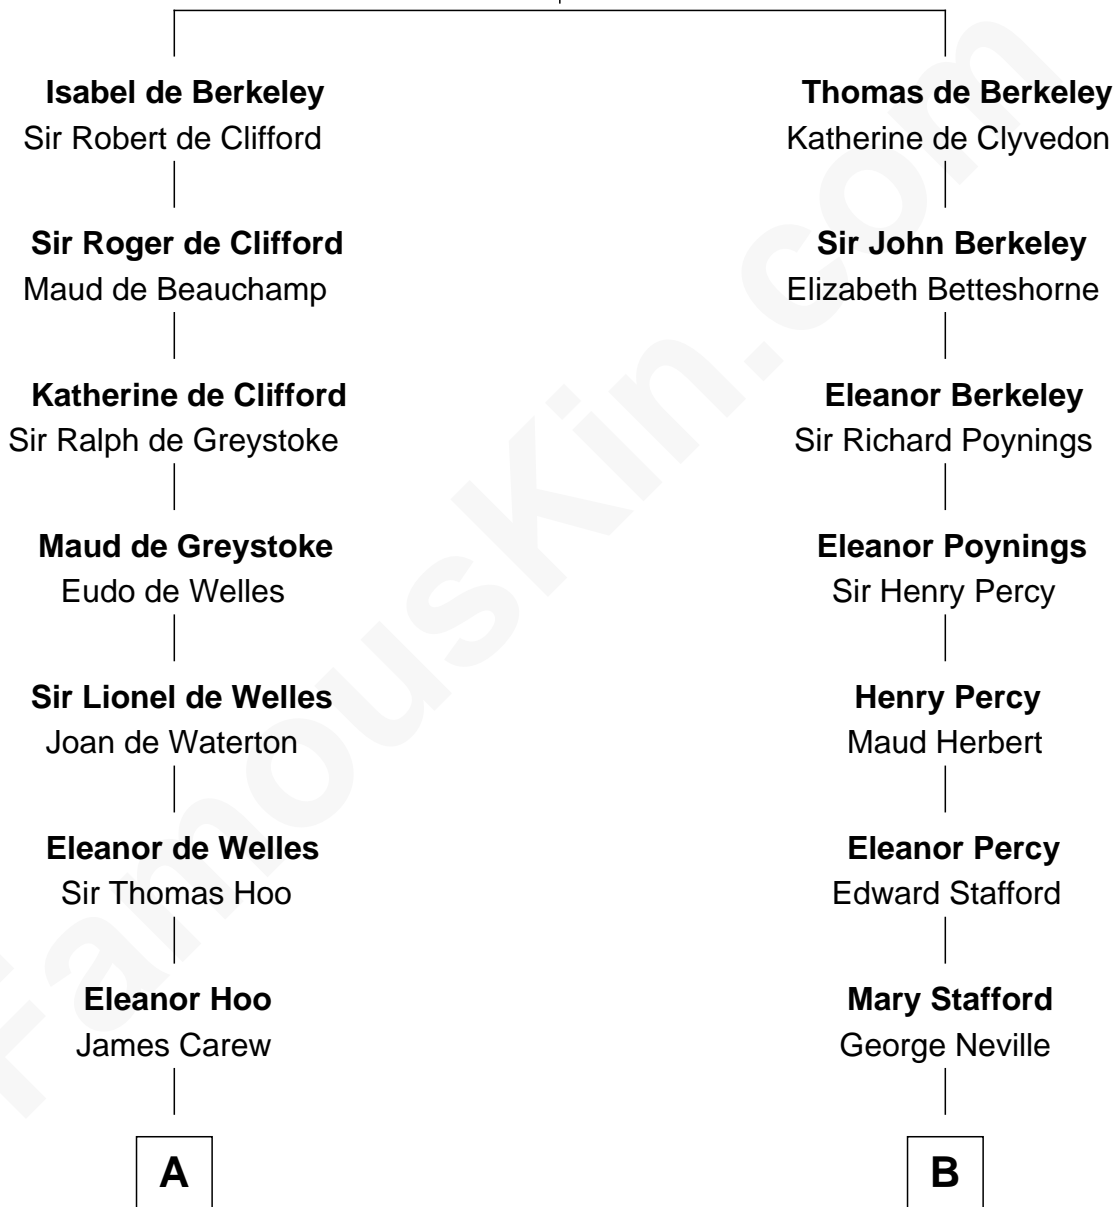 Isabel de Berkeley
Sir Robert de Clifford
Sir Roger de Clifford
Maud de Beauchamp
Katherine de Clifford
Sir Ralph de Greystoke
Maud de Greystoke
Eudo de Welles
Sir Lionel de Welles
Joan de Waterton
Eleanor de Welles
Sir Thomas Hoo
Eleanor Hoo
James Carew
A
Thomas de Berkeley
Katherine de Clyvedon
Sir John Berkeley
Elizabeth Betteshorne
Eleanor Berkeley
Sir Richard Poynings
Eleanor Poynings
Sir Henry Percy
Henry Percy
Maud Herbert
Eleanor Percy
Edward Stafford
Mary Stafford
George Neville
B
FamousKin.com